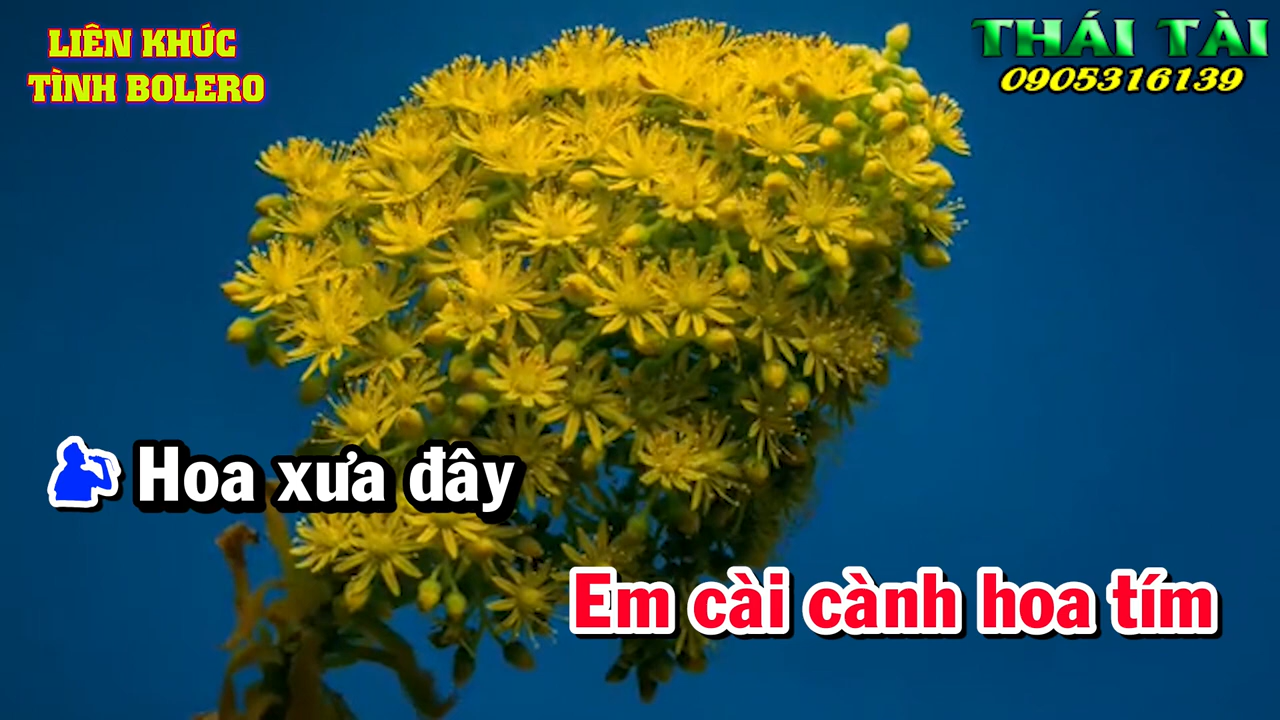 LIÊN KHÚC
TÌNH BOLERO
THÁI TÀI
0905316139
Hoa xưa đây
Em cài cành hoa tím